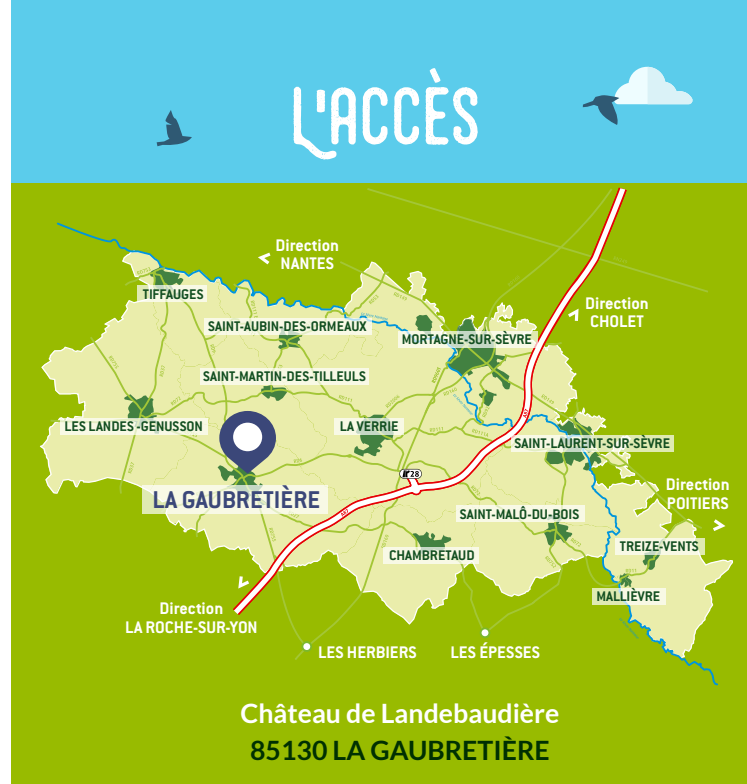 L'ACCÈS
Direction
NANTES
TIFFAUGES
Direction
CHOLET
SAINT-AUBIN-DES-ORMEAUX
MORTAGNE-SUR-SÈVRE
SAINT-MARTIN-DES-TILLEULS
LES LANDES -GENUSSON
LA VERRIE
SAINT-LAURENT-SUR-SÈVRE
28
Direction
POITIERS
LA GAUBRETIÈRE
SAINT-MALÔ-DU-BOIS
TREIZE-VENTS
CHAMBRETAUD
MALLIÈVRE
Direction
LA ROCHE-SUR-YON
LES HERBIERS
LES ÉPESSES
Château de Landebaudière
85130 LA GAUBRETIÈRE